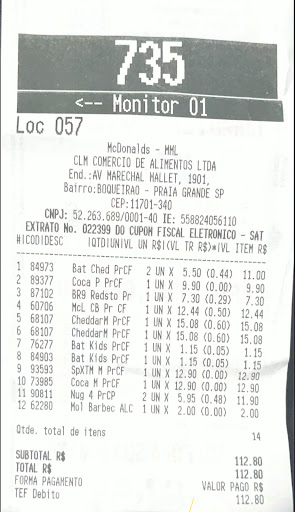 735
<-- Monitor 01
Loc 057
McDonalds - MML
CLM COMERCIO DE ALIMENTOS LTDA
End.:AV MARECHAL MALLET, 1901,
Bairro:BOQUEIRAO - PRAIA GRANDE SP
CEP:11701-340
CNPJ: 52.263.689/0001-40 IE: 558824056110
EXTRATO No. 022399 DO CUPOM FISCAL ELETRONICO - SAT
#|COD|DESC |QTD|UN|VL UN R$|(VL TR R$)*|VL ITEM R$
1 84973 Bat Ched PrCF 2 UN X 5.50 (0.44) 11.00
2 89377 Coca P PrCF 1 UN X 9.90 (0.00) 9.90
3 87102 BR9 Redsto Pr 1 UN X 7.30 (0.29) 7.30
4 60706 McL CB Pr CF 1 UN X 12.44 (0.50) 12.44
5 68107 CheddarM PrCF 1 UN X 15.08 (0.60) 15.08
6 68107 CheddarM PrCF 1 UN X 15.08 (0.60) 15.08
7 76277 Bat Kids PrCF 1 UN X 1.15 (0.05) 1.15
8 84903 Bat Kids PrCF 1 UN X 1.15 (0.05) 1.15
9 93593 SpXTM M PrCF 1 UN X 12.90 (0.00) 12.90
10 73985 Coca M PrCF 1 UN X 12.90 (0.00) 12.90
11 90811 Nug 4 PrCP 2 UN X 5.95 (0.48) 11.90
12 62280 Mol Barbec ALC 1 UN X 2.00 (0.00) 2.00
Qtde. total de itens 14
SUBTOTAL R$ 112.80
TOTAL R$ 112.80
FORMA PAGAMENTO VALOR PAGO R$
TEF Debito 112.80